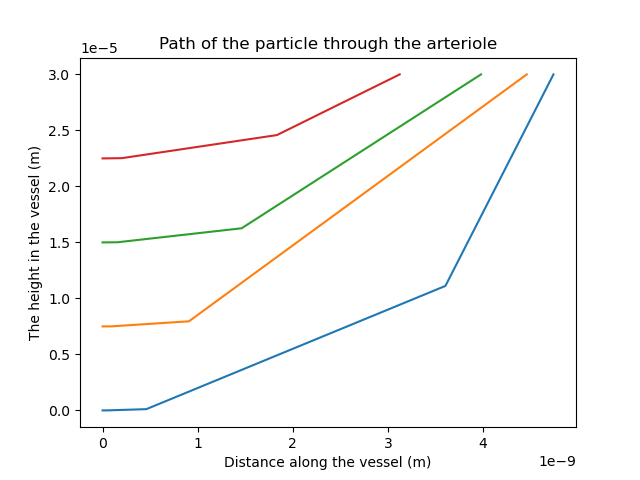 Path of the particle through the arteriole
1e−5
3.0
2.5
2.0
1.5
1.0
0.5
0.0
The height in the vessel (m)
0 1 2 3 4
Distance along the vessel (m)
1e−9